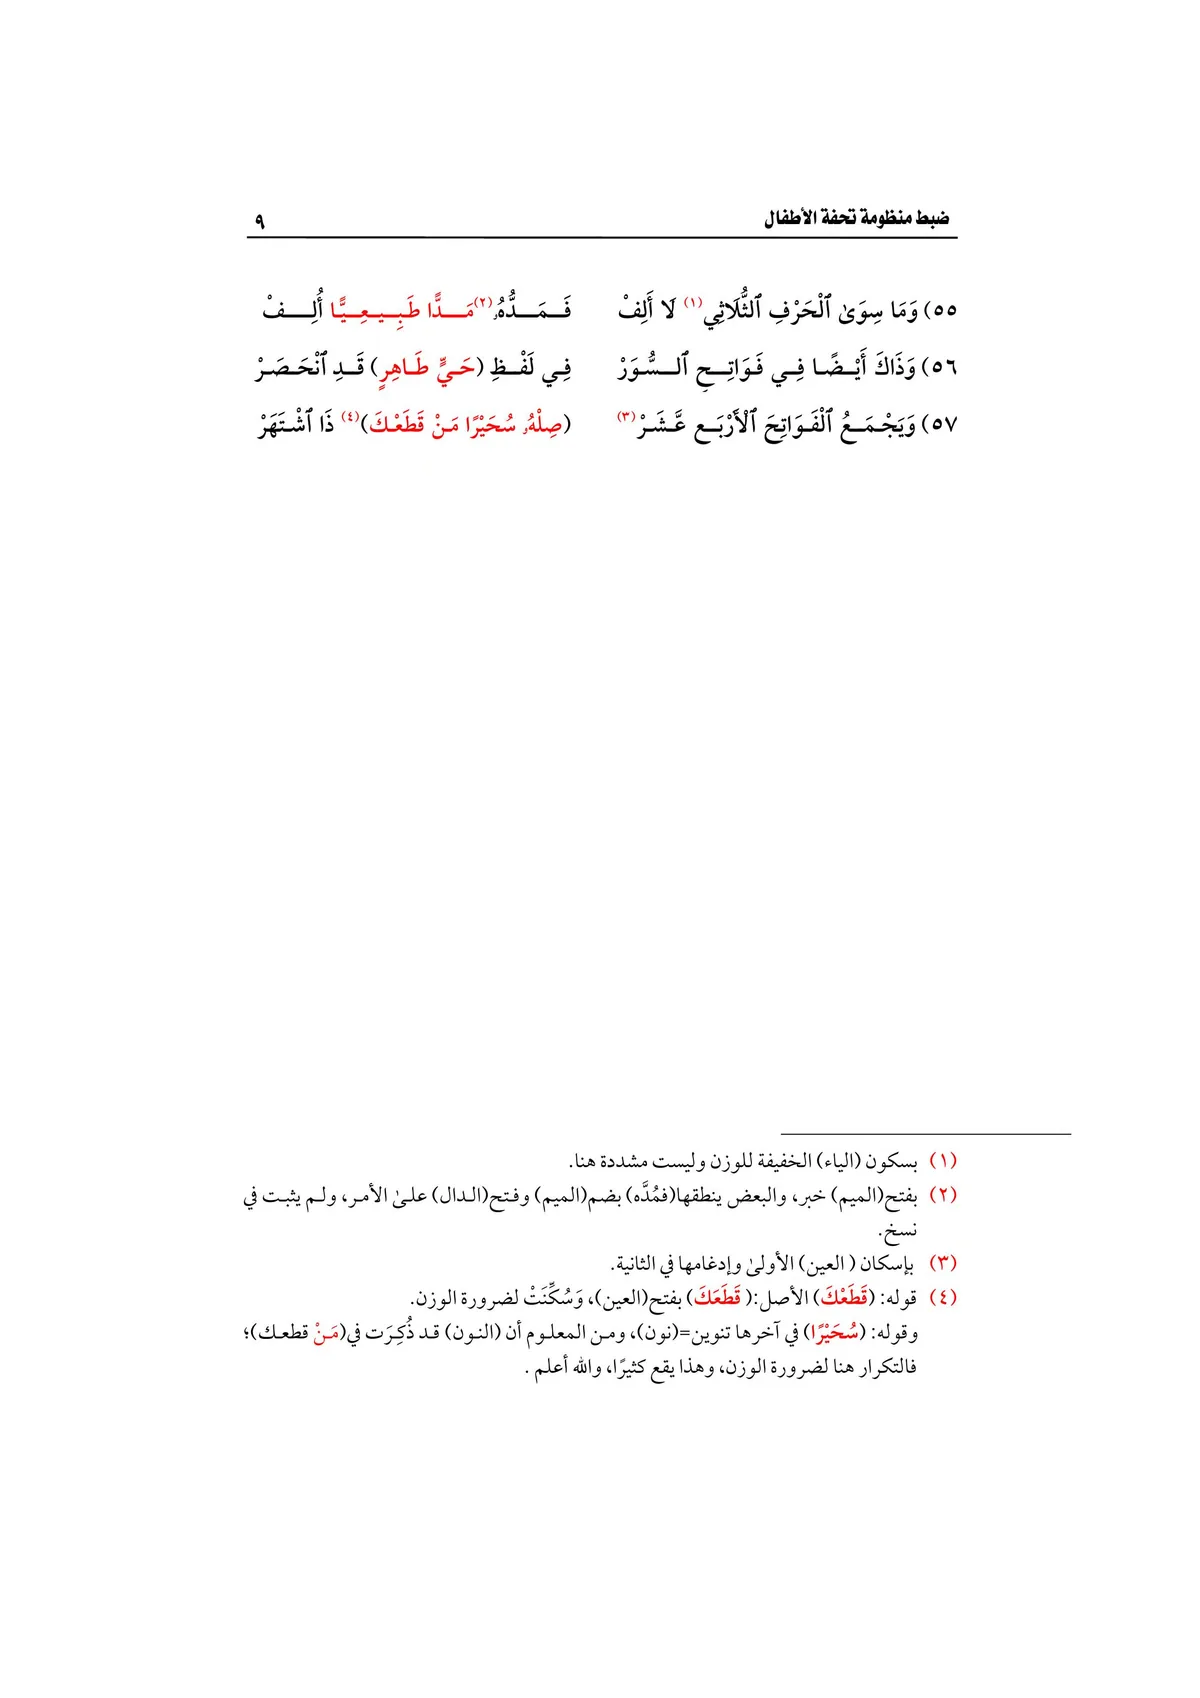 ضبط منظومة تحفة الأطفال ٩
٥٥) وَمَا سِوَىٰ ٱلْحَرْفِ ٱلثُّلَاثِي(١) لَا أَلِفْ فَمَدُّهُۥ(٢) مَدًّا طَبِيعِيًّا أُلِفْ
٥٦) وَذَاكَ أَيْضًا فِي فَوَاتِحِ ٱلسُّوَرْ فِي لَفْظِ (حَيٍّ طَاهِرٍ) قَدِ ٱنْحَصَرْ
٥٧) وَيَجْمَعُ ٱلْفَوَاتِحَ ٱلْأَرْبَع عَّشَرْ(٣) (صِلْهُۥ سُحَيْرًا مَنْ قَطَعْكَ)(٤) ذَا ٱشْتَهَرْ
(١) بسكون (الياء) الخفيفة للوزن وليست مشددة هنا.
(٢) بفتح(الميم) خبر، والبعض ينطقها(فمُدَّه) بضم(الميم) وفتح(الدال) علىٰ الأمر، ولم يثبت في
نسخ.
(٣) بإسكان ( العين) الأولىٰ وإدغامها في الثانية.
(٤) قوله: (قَطَعْكَ) الأصل:( قَطَعَكَ) بفتح(العين)، وَسُكِّنَتْ لضرورة الوزن.
وقوله: (سُحَيْرًا) في آخرها تنوين=(نون)، ومن المعلوم أن (النون) قد ذُكِرَت في(مَنْ قطعك)؛
فالتكرار هنا لضرورة الوزن، وهذا يقع كثيرًا، والله أعلم .